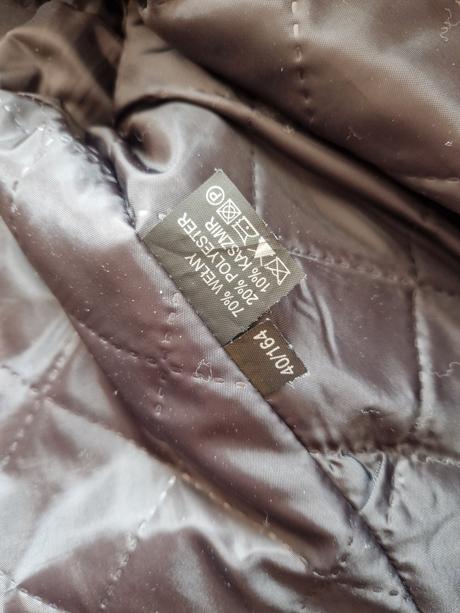 70% WEŁNY
20% POLYESTER
10% KASZMIR
P
40/164